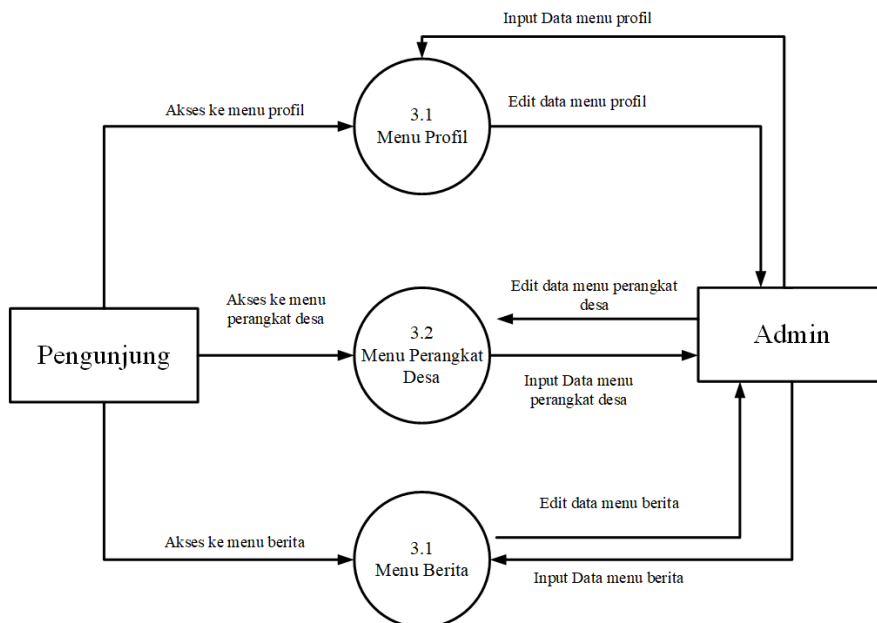 Input Data menu profil
3.1
Menu Profil
Edit data menu profil
Akses ke menu profil
Akses ke menu
perangkat desa
Edit data menu perangkat
desa
Pengunjung
3.2
Menu Perangkat
Desa
Admin
Input Data menu
perangkat desa
Edit data menu berita
3.1
Menu Berita
Akses ke menu berita
Input Data menu berita